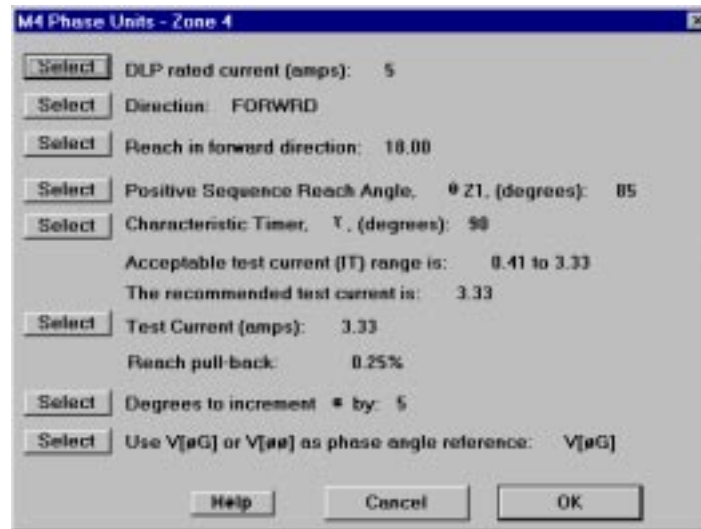 M4 Phase Units - Zone 4
Select DLP rated current (amps): 5
Select Direction: FORWRD
Select Reach in forward direction: 18.00
Select Positive Sequence Reach Angle, θ Z1, (degrees): 85
Select Characteristic Timer, τ, (degrees): 90
Acceptable test current (IT) range is: 0.41 to 3.33
The recommended test current is: 3.33
Select Test Current (amps): 3.33
Reach pull-back: 0.25%
Select Degrees to increment by: 5
Select Use V[øG] or V[øø] as phase angle reference: V[øG]
Help Cancel OK